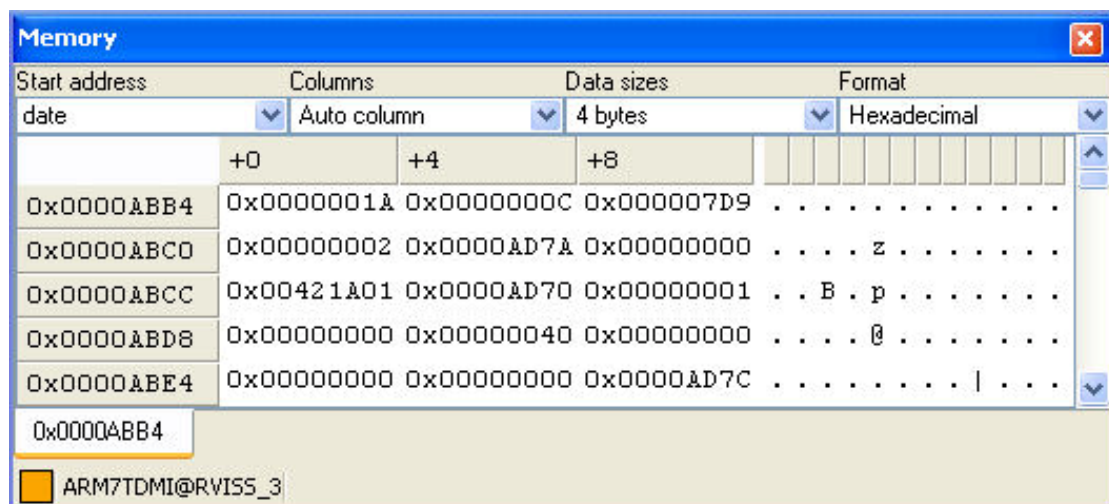 Memory
Start address Columns Data sizes Format
date Auto column 4 bytes Hexadecimal
+0 +4 +8
0x0000ABB4 0x0000001A 0x0000000C 0x000007D9 . . . . . . . . . . . .
0x0000ABC0 0x00000002 0x0000AD7A 0x00000000 . . . . z . . . . . . .
0x0000ABCC 0x00421A01 0x0000AD70 0x00000001 . . B . p . . . . . . .
0x0000ABD8 0x00000000 0x00000040 0x00000000 . . . . @ . . . . . . .
0x0000ABE4 0x00000000 0x00000000 0x0000AD7C . . . . . . . . | . . .
0x0000ABB4
ARM7TDMI@RVISS_3